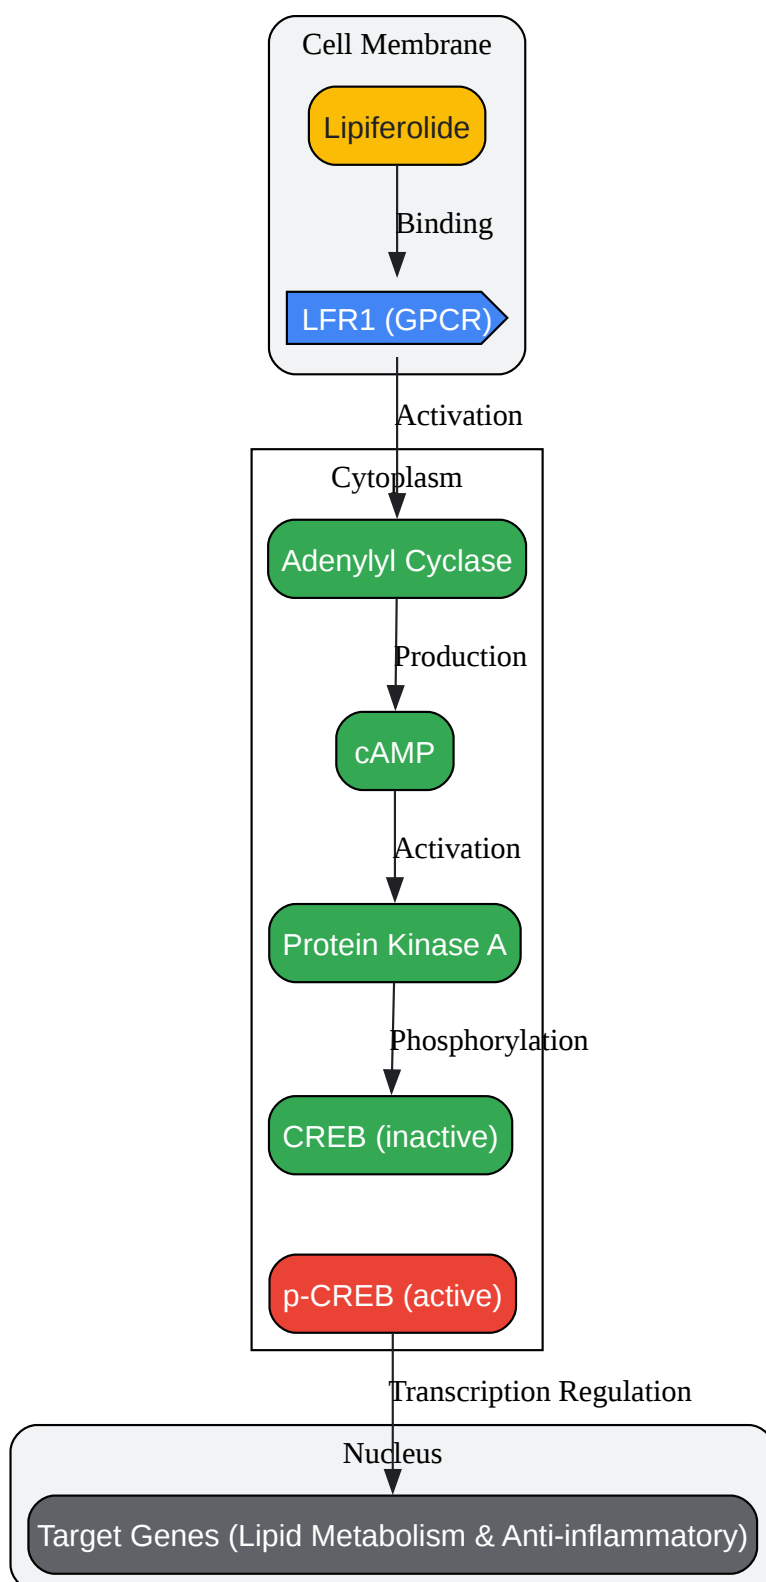 Cell Membrane
Lipiferolide
Binding
LFR1 (GPCR)
Activation
Cytoplasm
Adenylyl Cyclase
Production
cAMP
Activation
Protein Kinase A
Phosphorylation
CREB (inactive)
p-CREB (active)
Transcription Regulation
Nucleus
Target Genes (Lipid Metabolism & Anti-inflammatory)